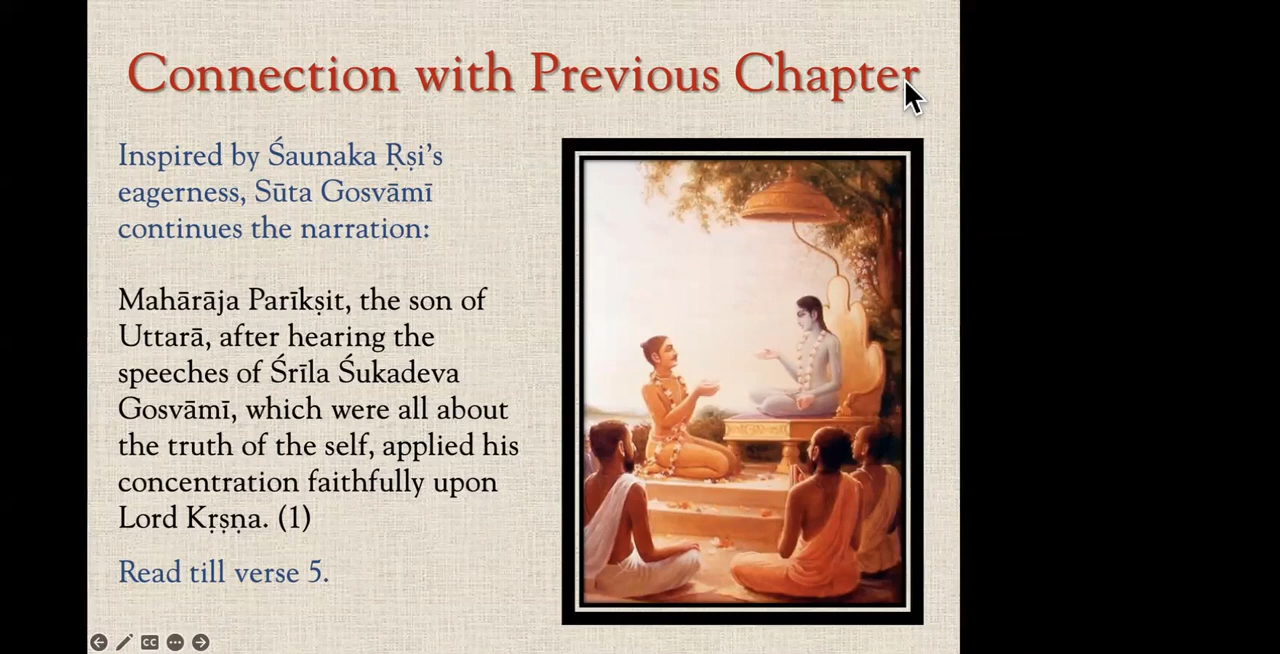 Connection with Previous Chapter
Inspired by Śaunaka Ṛṣi's
eagerness, Sūta Gosvāmī
continues the narration:
Mahārāja Parīkṣit, the son of
Uttarā, after hearing the
speeches of Śrīla Śukadeva
Gosvāmī, which were all about
the truth of the self, applied his
concentration faithfully upon
Lord Kṛṣṇa. (1)
Read till verse 5.
CC